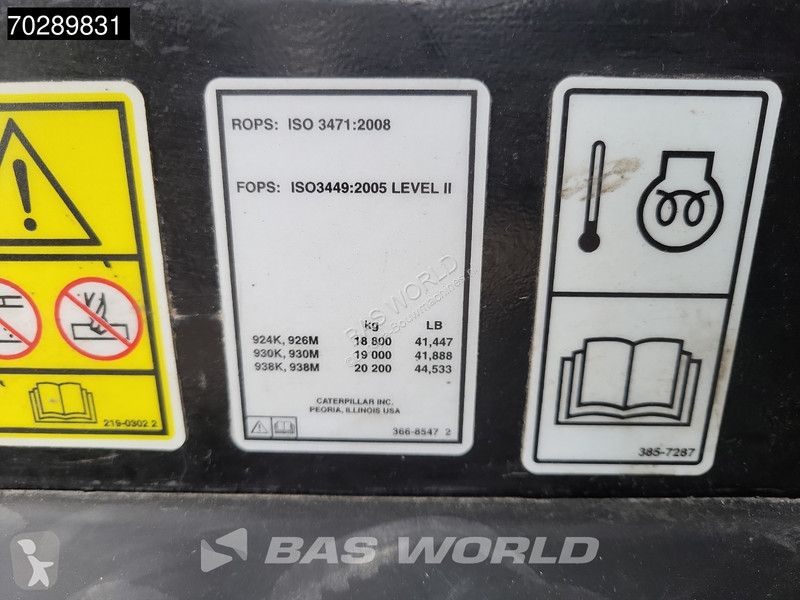 70289831
219-0302 2
ROPS: ISO 3471:2008
FOPS: ISO3449:2005 LEVEL II
kg LB
924K, 926M 18 800 41,447
930K, 930M 19 000 41,888
938K, 938M 20 200 44,533
CATERPILLAR INC.
PEORIA, ILLINOIS USA
366-8547 2
385-7287
BAS WORLD
BAS WORLD